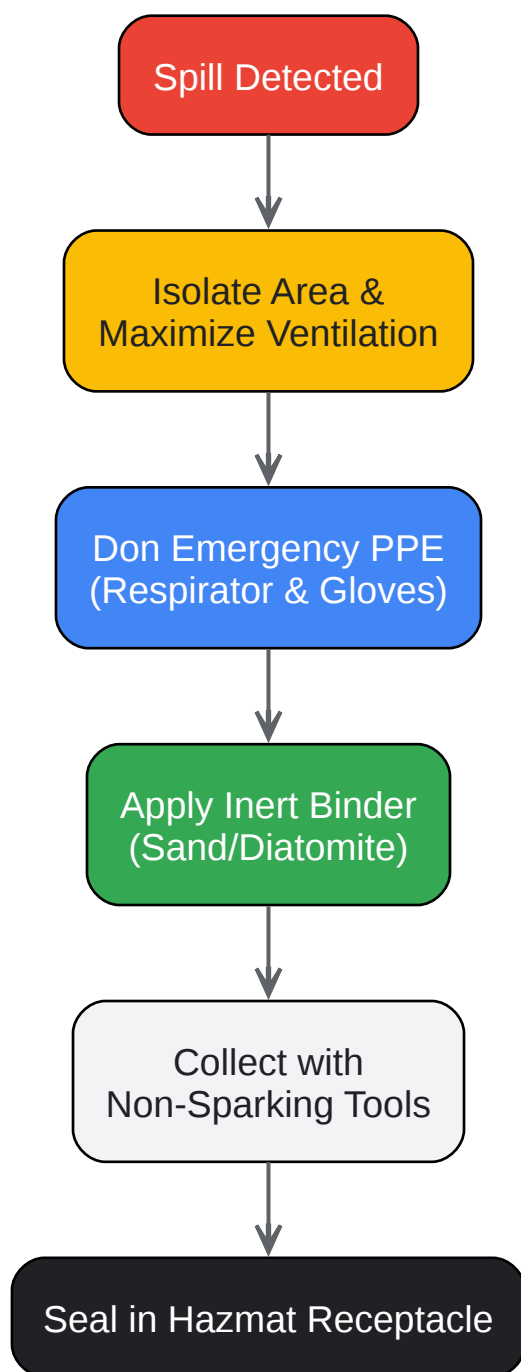 Spill Detected
Isolate Area &
Maximize Ventilation
Don Emergency PPE
(Respirator & Gloves)
Apply Inert Binder
(Sand/Diatomite)
Collect with
Non-Sparking Tools
Seal in Hazmat Receptacle